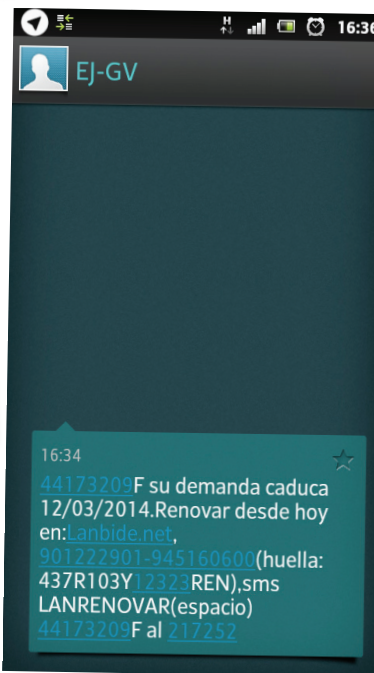 H
16:36
EJ-GV
16:34
44173209F su demanda caduca
12/03/2014.Renovar desde hoy
en:Lanbide.net,
901222901-945160600(huella:
437R103Y12323REN),sms
LANRENOVAR(espacio)
44173209F al 217252